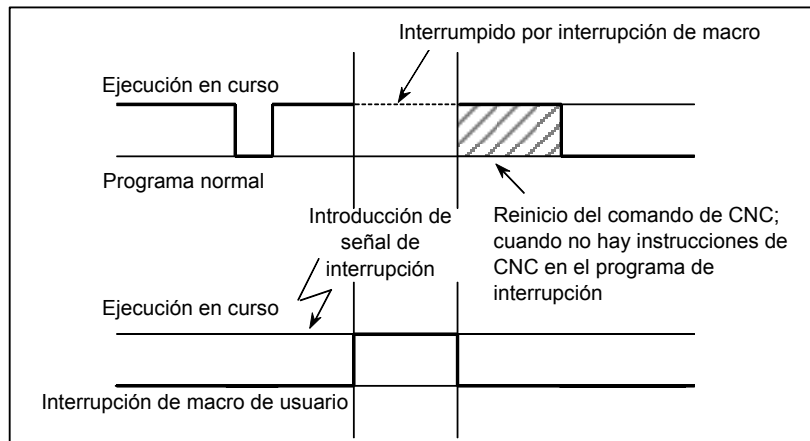 Interrumpido por interrupción de macro
Ejecución en curso
Programa normal
Introducción de
señal de
interrupción
Reinicio del comando de CNC;
cuando no hay instrucciones de
CNC en el programa de
interrupción
Ejecución en curso
Interrupción de macro de usuario